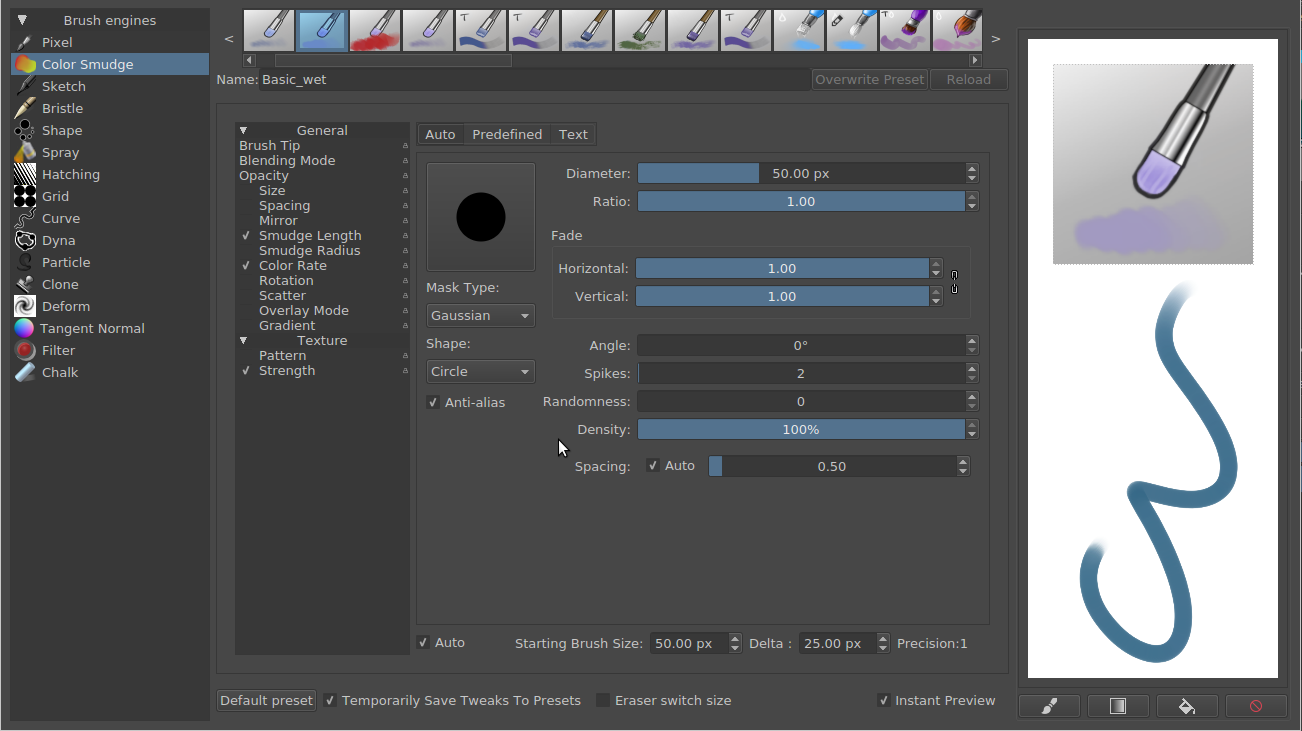 Brush engines
Pixel
Color Smudge
Sketch
Bristle
Shape
Spray
Hatching
Grid
Curve
Dyna
Particle
Clone
Deform
Tangent Normal
Filter
Chalk
< T T T T >
Name: Basic_wet Overwrite Preset Reload
General
Brush Tip
Blending Mode
Opacity
Size
Spacing
Mirror
Smudge Length
Smudge Radius
Color Rate
Rotation
Scatter
Overlay Mode
Gradient
Texture
Pattern
Strength
Auto Predefined Text
Mask Type:
Gaussian
Shape:
Circle
Anti-alias
Diameter: 50.00 px
Ratio: 1.00
Fade
Horizontal: 1.00
Vertical: 1.00
Angle: 0°
Spikes: 2
Randomness: 0
Density: 100%
Spacing: Auto 0.50
Auto Starting Brush Size: 50.00 px Delta : 25.00 px Precision:1
Default preset Temporarily Save Tweaks To Presets Eraser switch size Instant Preview